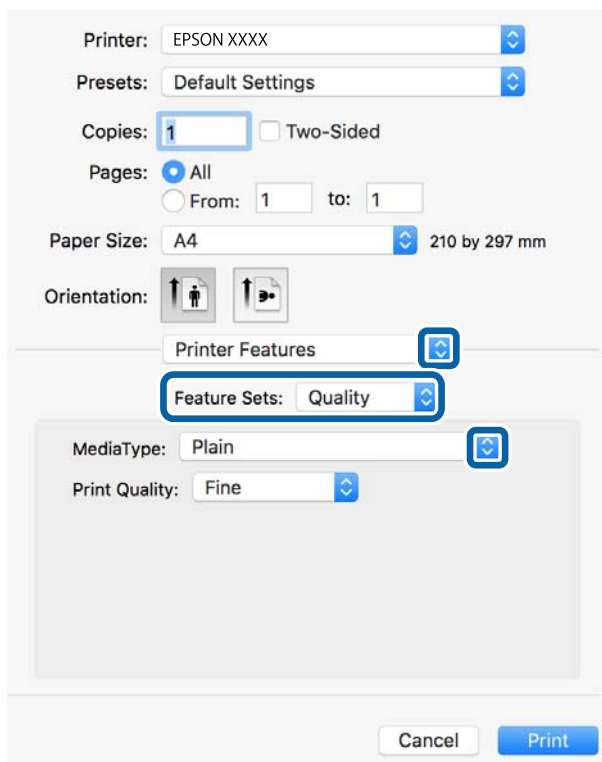 Printer: EPSON XXXX
Presets: Default Settings
Copies: 1 Two-Sided
Pages: All
From: 1 to: 1
Paper Size: A4 210 by 297 mm
Orientation:
Printer Features
Feature Sets: Quality
MediaType: Plain
Print Quality: Fine
Cancel Print